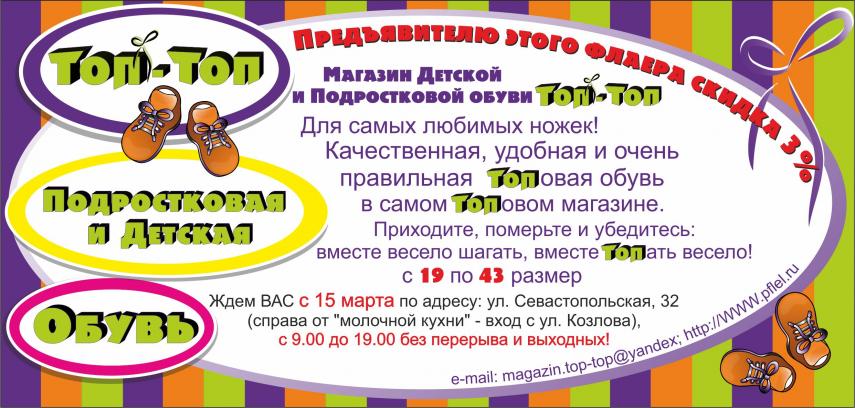 Топ-Топ
Подростковая
и Детская
Обувь
Предъявителю этого флаера скидка 3%
Магазин Детской
и Подростковой обуви Топ-Топ
Для самых любимых ножек!
Качественная, удобная и очень
правильная Топовая обувь
в самом Топовом магазине.
Приходите, померьте и убедитесь:
вместе весело шагать, вместе Топать весело!
с 19 по 43 размер
Ждем ВАС с 15 марта по адресу: ул. Севастопольская, 32
(справа от "молочной кухни" - вход с ул. Козлова),
с 9.00 до 19.00 без перерыва и выходных!
e-mail: magazin.top-top@yandex; http://WWW.pflel.ru